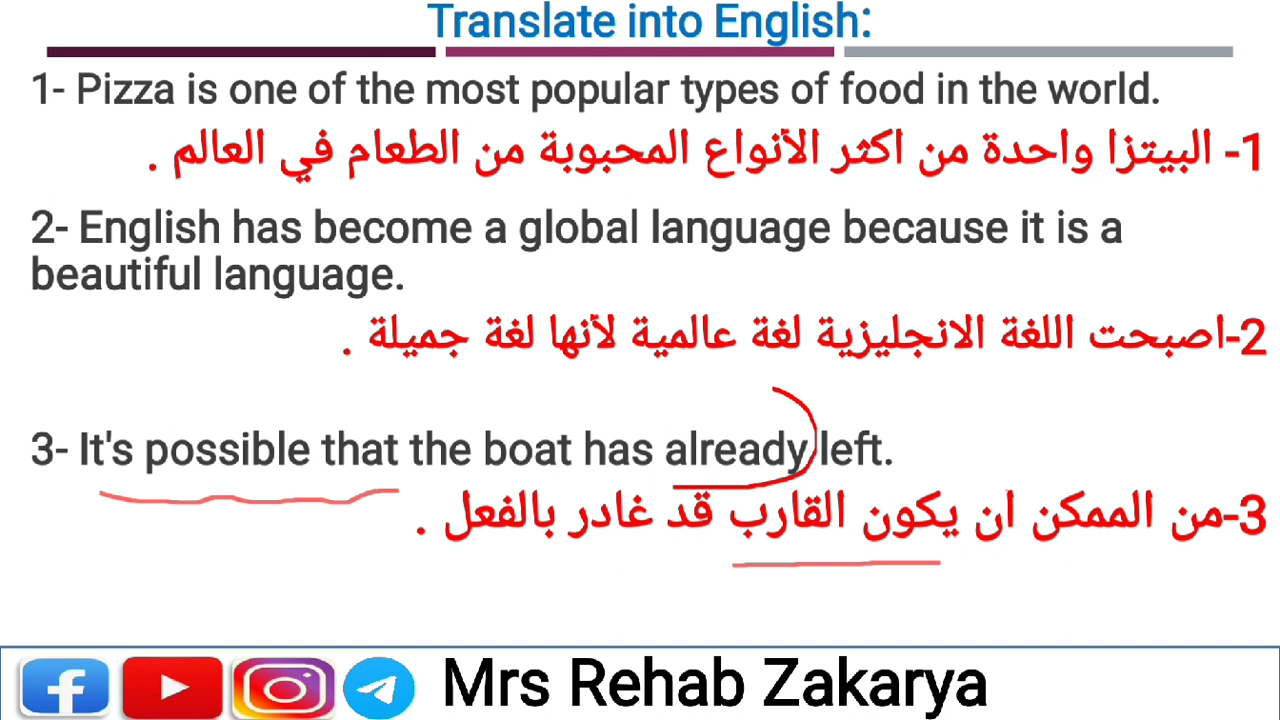 Translate into English:
1- Pizza is one of the most popular types of food in the world.
1- البيتزا واحدة من اكثر الأنواع المحبوبة من الطعام في العالم .
2- English has become a global language because it is a
beautiful language.
2-اصبحت اللغة الانجليزية لغة عالمية لأنها لغة جميلة .
3- It's possible that the boat has already left.
3-من الممكن ان يكون القارب قد غادر بالفعل .
Mrs Rehab Zakarya